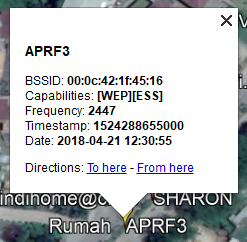 APRF3
BSSID: 00:0c:42:1f:45:16
Capabilities: [WEP][ESS]
Frequency: 2447
Timestamp: 1524288655000
Date: 2018-04-21 12:30:55
Directions: To here - From here
indihome@c SHARON
Rumah APRF3